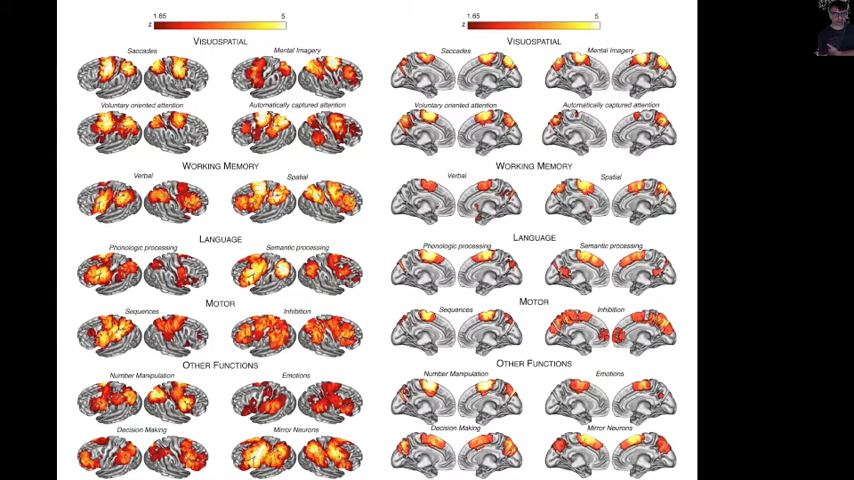 1.65 5
z
VISUOSPATIAL
Saccades Mental Imagery
Voluntary oriented attention Automatically captured attention
WORKING MEMORY
Verbal Spatial
LANGUAGE
Phonologic processing Semantic processing
MOTOR
Sequences Inhibition
OTHER FUNCTIONS
Number Manipulation Emotions
Decision Making Mirror Neurons
1.65 5
z
VISUOSPATIAL
Saccades Mental Imagery
Voluntary oriented attention Automatically captured attention
WORKING MEMORY
Verbal Spatial
LANGUAGE
Phonologic processing Semantic processing
MOTOR
Sequences Inhibition
OTHER FUNCTIONS
Number Manipulation Emotions
Decision Making Mirror Neurons